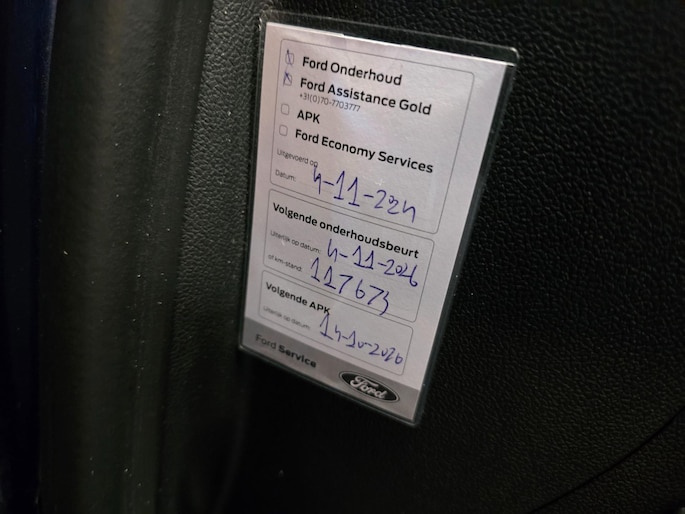 Ford Onderhoud
Ford Assistance Gold
+31(0)70-7703777
APK
Ford Economy Services
Uitgevoerd op
Datum: 4-11-2024
Volgende onderhoudsbeurt
Uiterlijk op datum: 4-11-2026
of km-stand: 117673
Volgende APK
Uiterlijk op datum: 14-10-2026
Ford Service
Ford